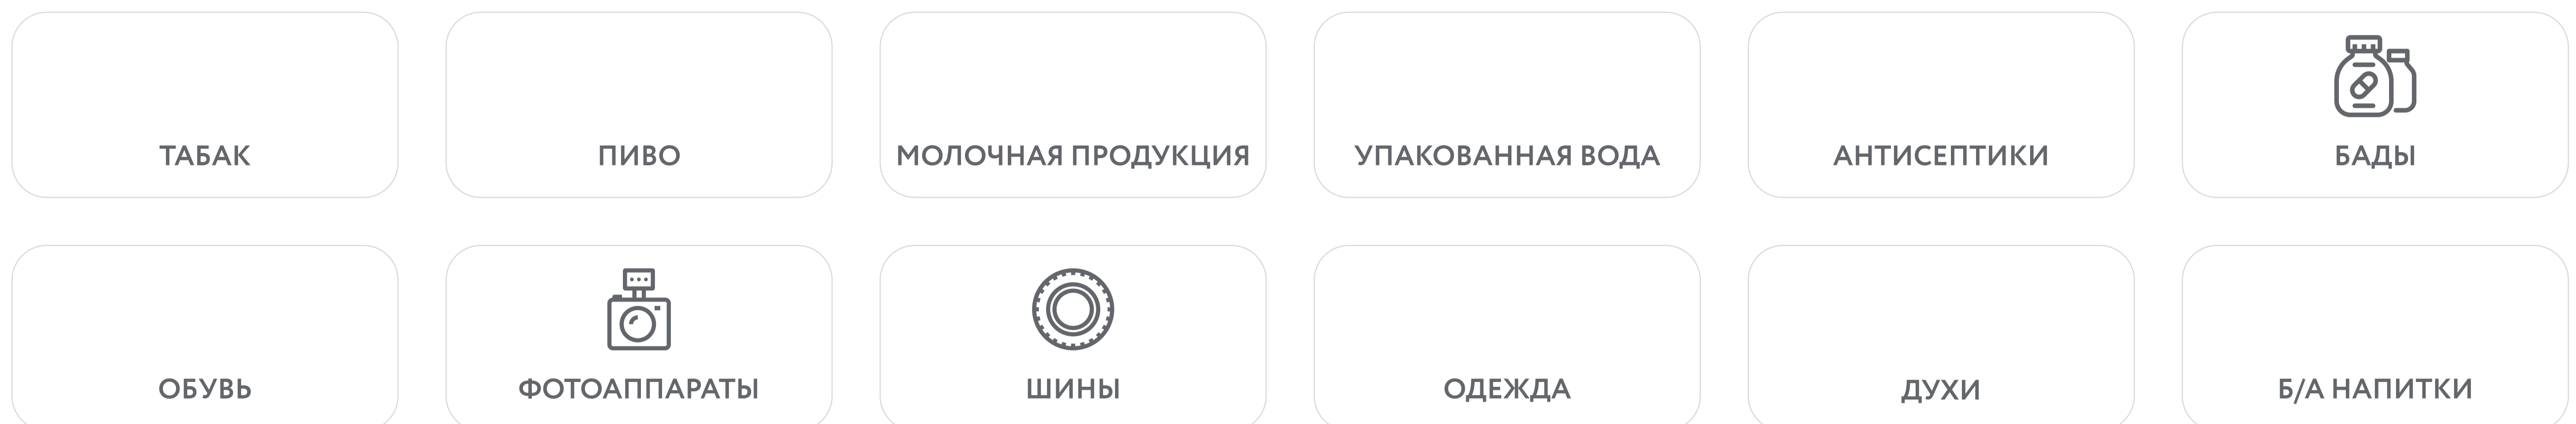 ТАБАК
ПИВО
МОЛОЧНАЯ ПРОДУКЦИЯ
УПАКОВАННАЯ ВОДА
АНТИСЕПТИКИ
БАДЫ
ОБУВЬ
ФОТОАППАРАТЫ
ШИНЫ
ОДЕЖДА
ДУХИ
Б/А НАПИТКИ